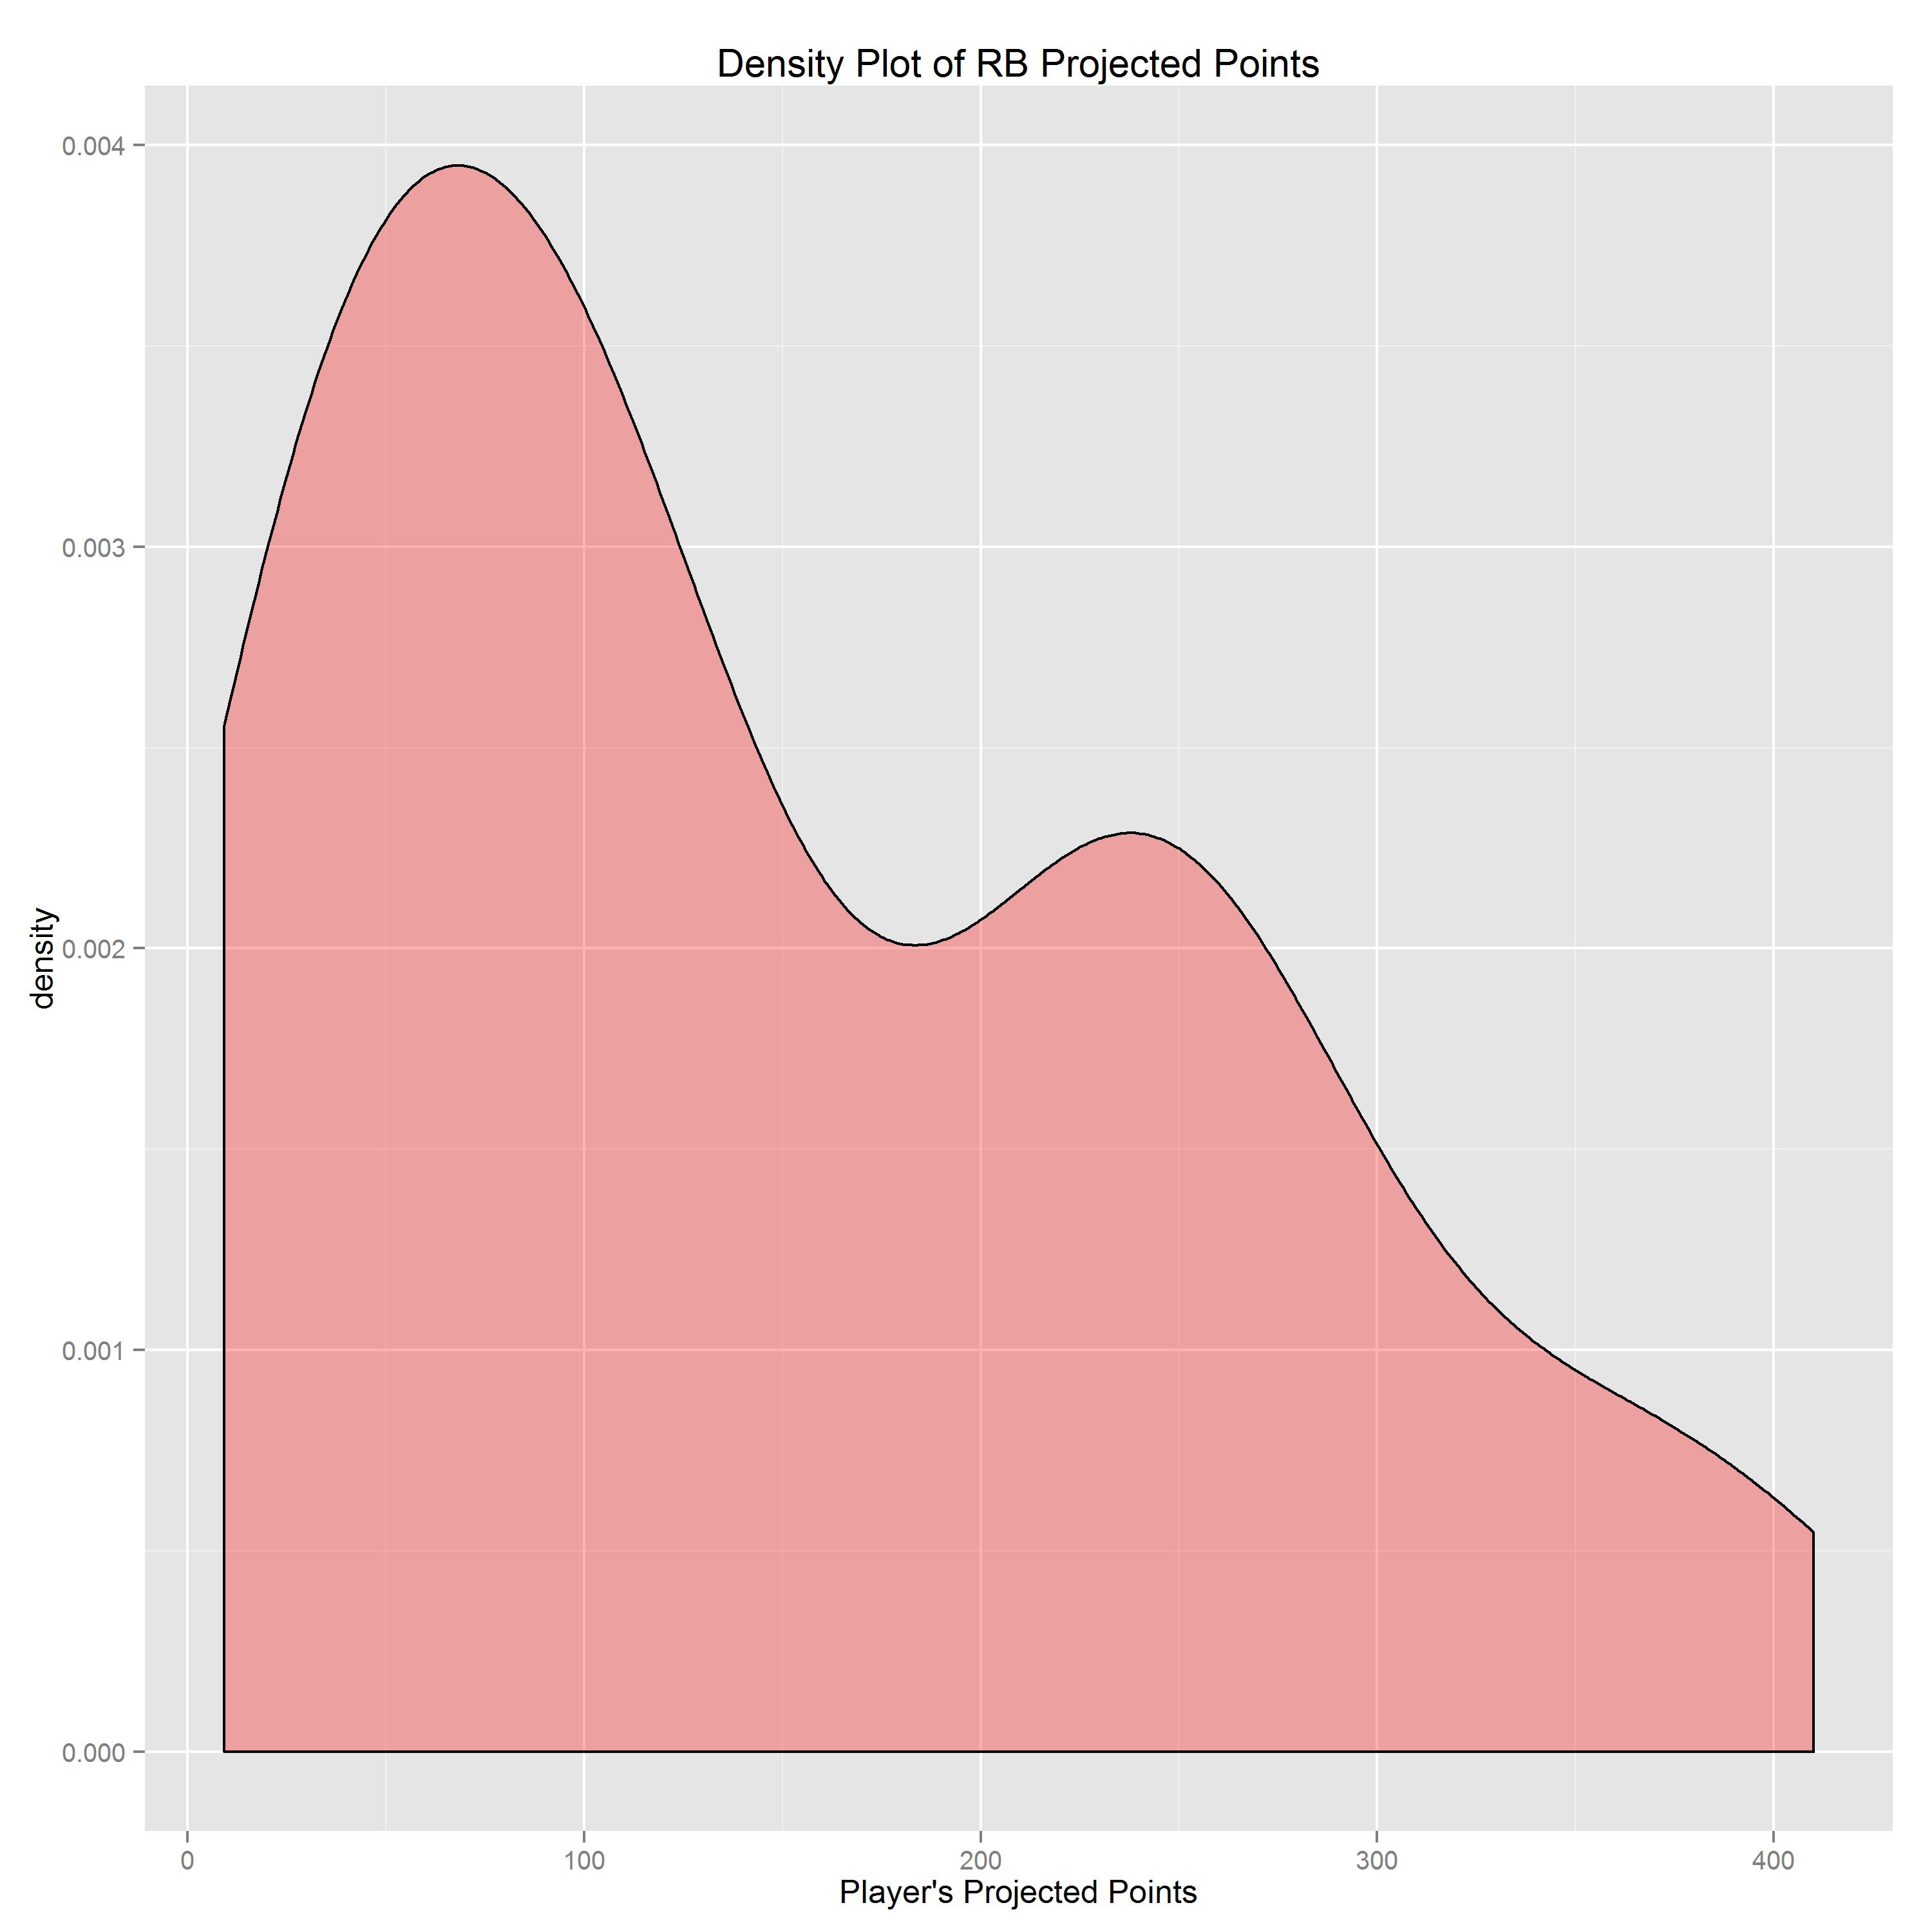 Density Plot of RB Projected Points
0.004
0.003
0.002
0.001
0.000
density
0 100 200 300 400
Player's Projected Points